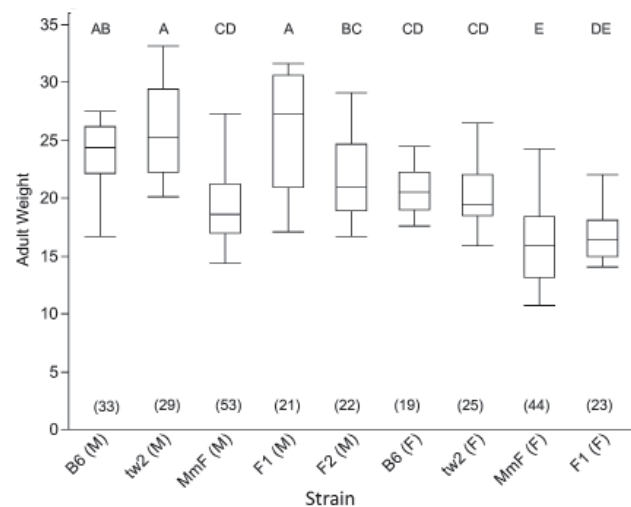 35
AB A CD A BC CD CD E DE
30
25
20
15
10
5
(33) (29) (53) (21) (22) (19) (25) (44) (23)
0
Adult Weight
B6 (M) tw2 (M) MmF (M) F1 (M) F2 (M) B6 (F) tw2 (F) MmF (F) F1 (F)
Strain